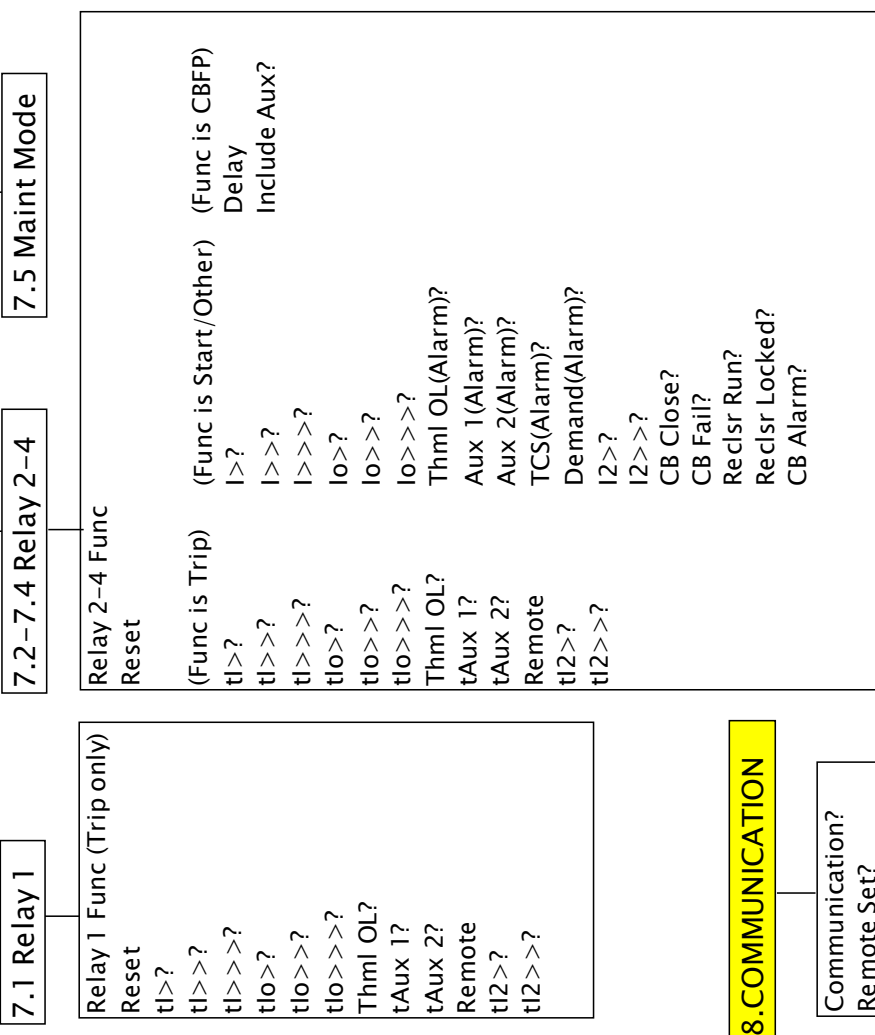 7.1 Relay 1
Relay 1 Func (Trip only)
Reset
tI>?
tI>>?
tI>>>?
tIo>?
tIo>>?
tIo>>>?
Thml OL?
tAux 1?
tAux 2?
Remote
tI2>?
tI2>>?
7.2-7.4 Relay 2-4
Relay 2-4 Func
Reset
(Func is Trip)
tI>?
tI>>?
tI>>>?
tIo>?
tIo>>?
tIo>>>?
Thml OL?
tAux 1?
tAux 2?
Remote
tI2>?
tI2>>?
(Func is Start/Other)
I>?
I>>?
I>>>?
Io>?
Io>>?
Io>>>?
Thml OL(Alarm)?
Aux 1(Alarm)?
Aux 2(Alarm)?
TCS(Alarm)?
Demand(Alarm)?
I2>?
I2>>?
CB Close?
CB Fail?
Reclsr Run?
Reclsr Locked?
CB Alarm?
(Func is CBFP)
Delay
Include Aux?
7.5 Maint Mode
8.COMMUNICATION
Communication?
Remote Set?